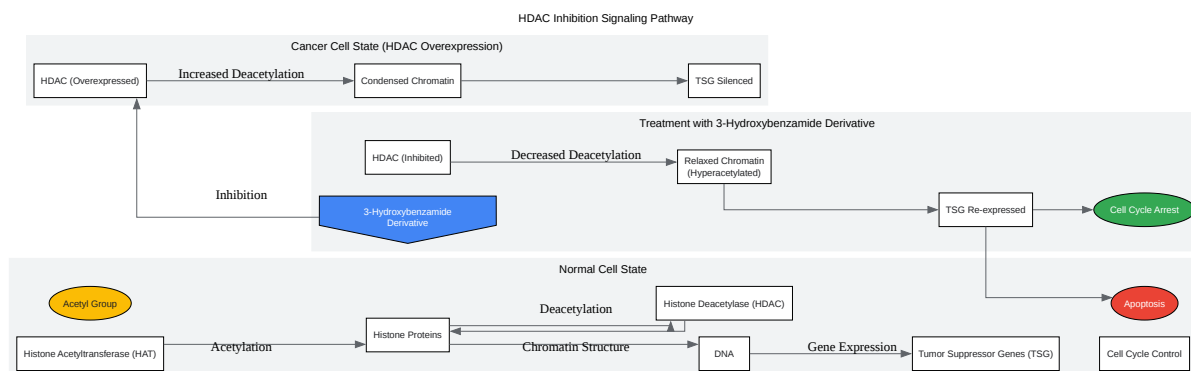 HDAC Inhibition Signaling Pathway
Cancer Cell State (HDAC Overexpression)
HDAC (Overexpressed)
Increased Deacetylation
Condensed Chromatin
TSG Silenced
Treatment with 3-Hydroxybenzamide Derivative
HDAC (Inhibited)
Decreased Deacetylation
Relaxed Chromatin
(Hyperacetylated)
Inhibition
3-Hydroxybenzamide
Derivative
TSG Re-expressed
Cell Cycle Arrest
Normal Cell State
Acetyl Group
Deacetylation
Histone Deacetylase (HDAC)
Apoptosis
Histone Acetyltransferase (HAT)
Acetylation
Histone Proteins
Chromatin Structure
DNA
Gene Expression
Tumor Suppressor Genes (TSG)
Cell Cycle Control